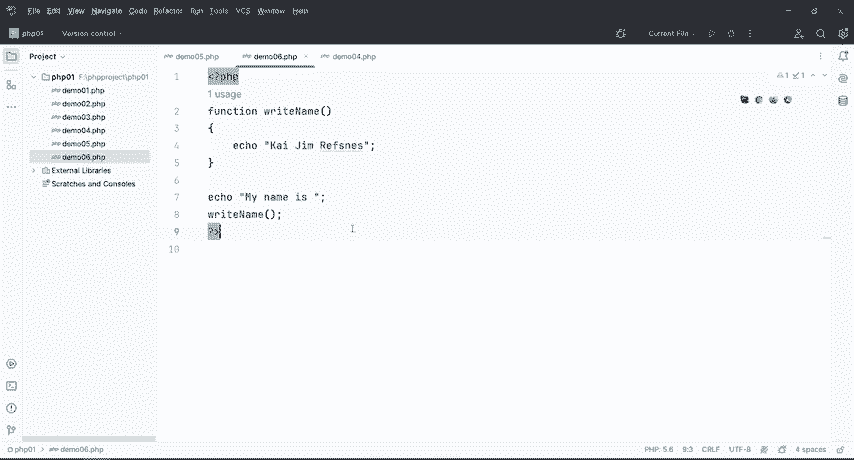 File Edit View Navigate Code Refactor Run Tools VCS Window Help
Version control
Current File
Project
demo05.php
demo06.php
demo04.php
php01 F:\phpproject\php01
demo01.php
demo02.php
demo03.php
demo04.php
demo05.php
demo06.php
External Libraries
Scratches and Consoles
1 <?php
1 usage
2 function writeName()
3 {
4 echo "Kai Jim Refsnes";
5 }
6
7 echo "My name is ";
8 writeName();
9 ?>
10
1 1
php01 > demo06.php
PHP: 5.6 9:3 CRLF UTF-8 4 spaces